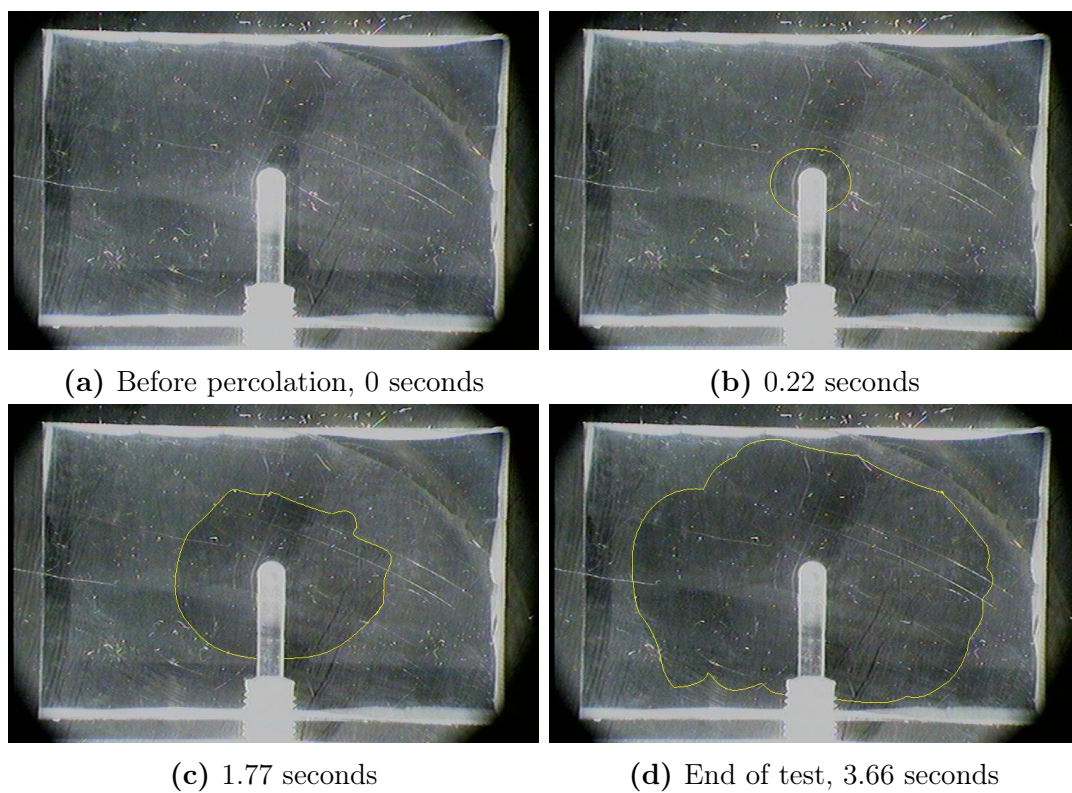 (a) Before percolation, 0 seconds
(b) 0.22 seconds
(c) 1.77 seconds
(d) End of test, 3.66 seconds